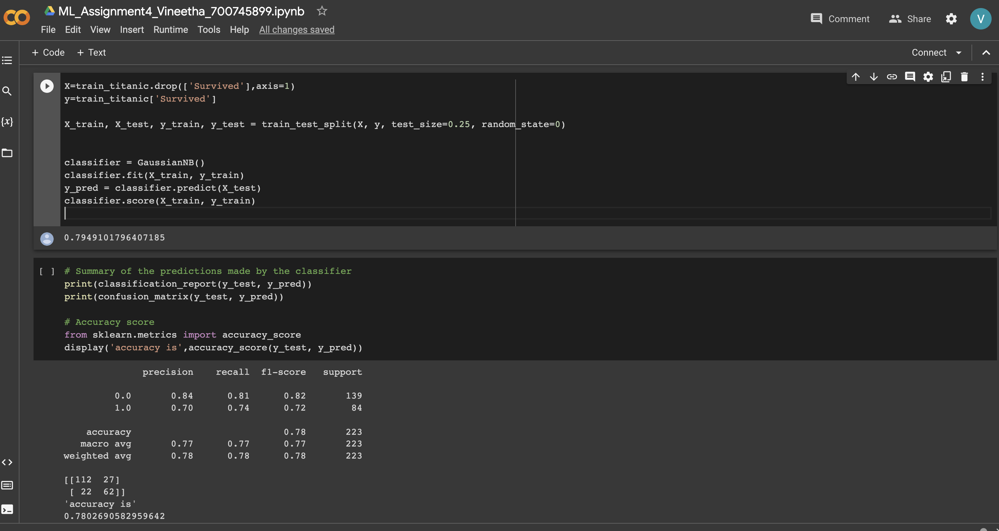 ML_Assignment4_Vineetha_700745899.ipynb
File Edit View Insert Runtime Tools Help All changes saved
Comment Share V
+ Code + Text
Connect
{x}
X=train_titanic.drop(['Survived'],axis=1)
y=train_titanic['Survived']
X_train, X_test, y_train, y_test = train_test_split(X, y, test_size=0.25, random_state=0)
classifier = GaussianNB()
classifier.fit(X_train, y_train)
y_pred = classifier.predict(X_test)
classifier.score(X_train, y_train)
0.7949101796407185
[ ] # Summary of the predictions made by the classifier
print(classification_report(y_test, y_pred))
print(confusion_matrix(y_test, y_pred))
# Accuracy score
from sklearn.metrics import accuracy_score
display('accuracy is',accuracy_score(y_test, y_pred))
precision recall f1-score support
0.0 0.84 0.81 0.82 139
1.0 0.70 0.74 0.72 84
accuracy 0.78 223
macro avg 0.77 0.77 0.77 223
weighted avg 0.78 0.78 0.78 223
[[112 27]
[ 22 62]]
'accuracy is'
0.7802690582959642